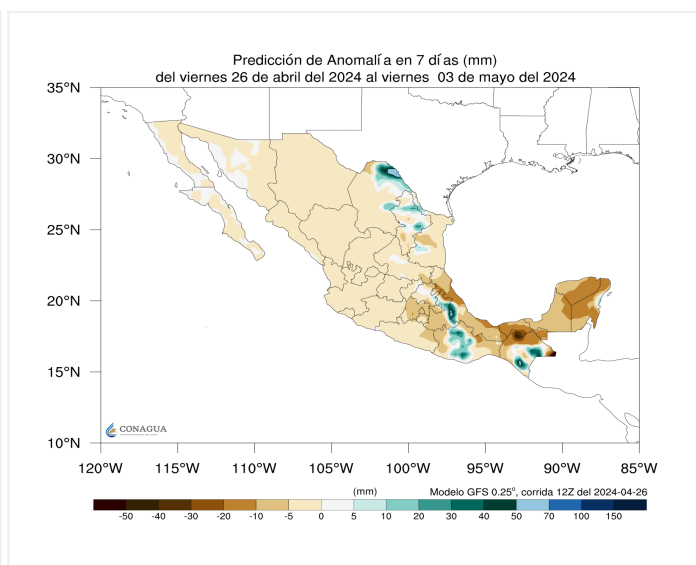 Predicción de Anomalía en 7 días (mm)
del viernes 26 de abril del 2024 al viernes 03 de mayo del 2024
35°N
30°N
25°N
20°N
15°N
10°N
CONAGUA
120°W 115°W 110°W 105°W 100°W 95°W 90°W 85°W
(mm) Modelo GFS 0.25°, corrida 12Z del 2024-04-26
-50 -40 -30 -20 -10 -5 0 5 10 20 30 40 50 70 100 150